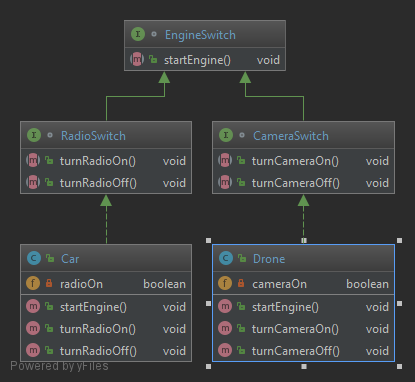 EngineSwitch
startEngine() void
RadioSwitch
turnRadioOn() void
turnRadioOff() void
CameraSwitch
turnCameraOn() void
turnCameraOff() void
Car
radioOn boolean
startEngine() void
turnRadioOn() void
turnRadioOff() void
Drone
cameraOn boolean
startEngine() void
turnCameraOn() void
turnCameraOff() void
Powered by yFiles